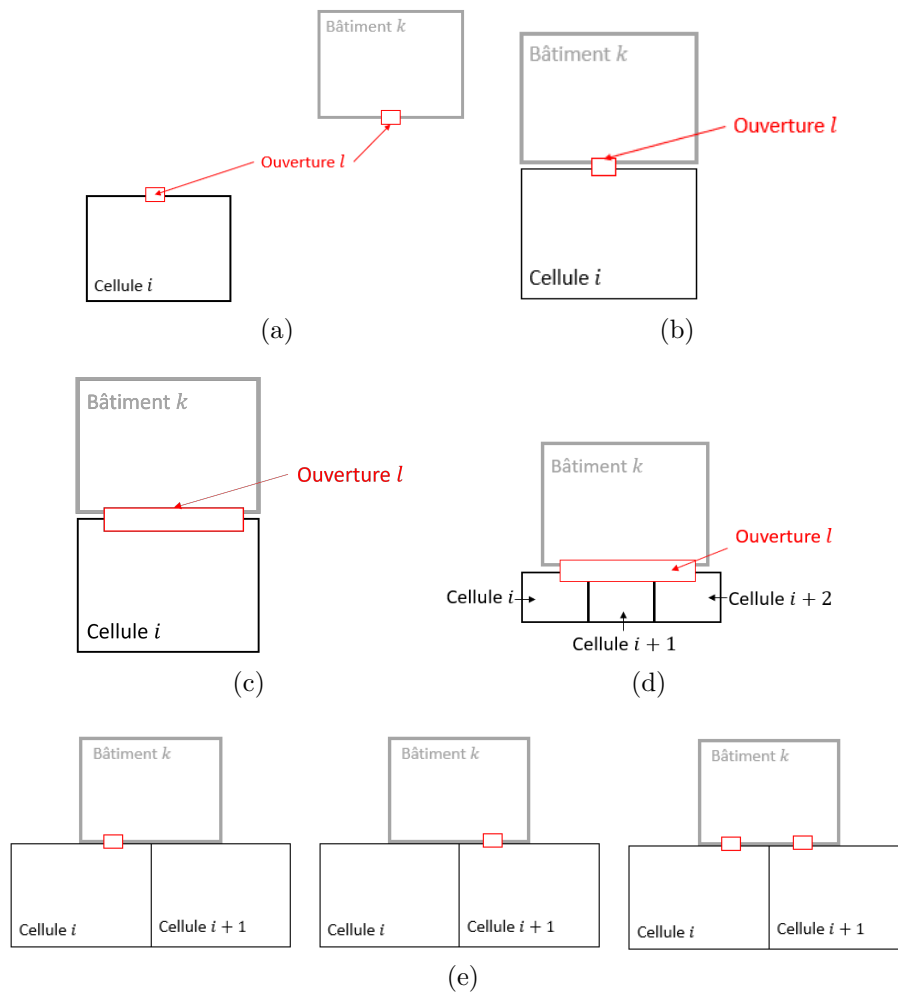 Bâtiment k
Ouverture l
Cellule i
(a)
Bâtiment k
Ouverture l
Cellule i
(b)
Bâtiment k
Ouverture l
Cellule i
(c)
Bâtiment k
Ouverture l
Cellule i
Cellule i + 2
Cellule i + 1
(d)
Bâtiment k
Cellule i
Cellule i + 1
Bâtiment k
Cellule i
Cellule i + 1
Bâtiment k
Cellule i
Cellule i + 1
(e)